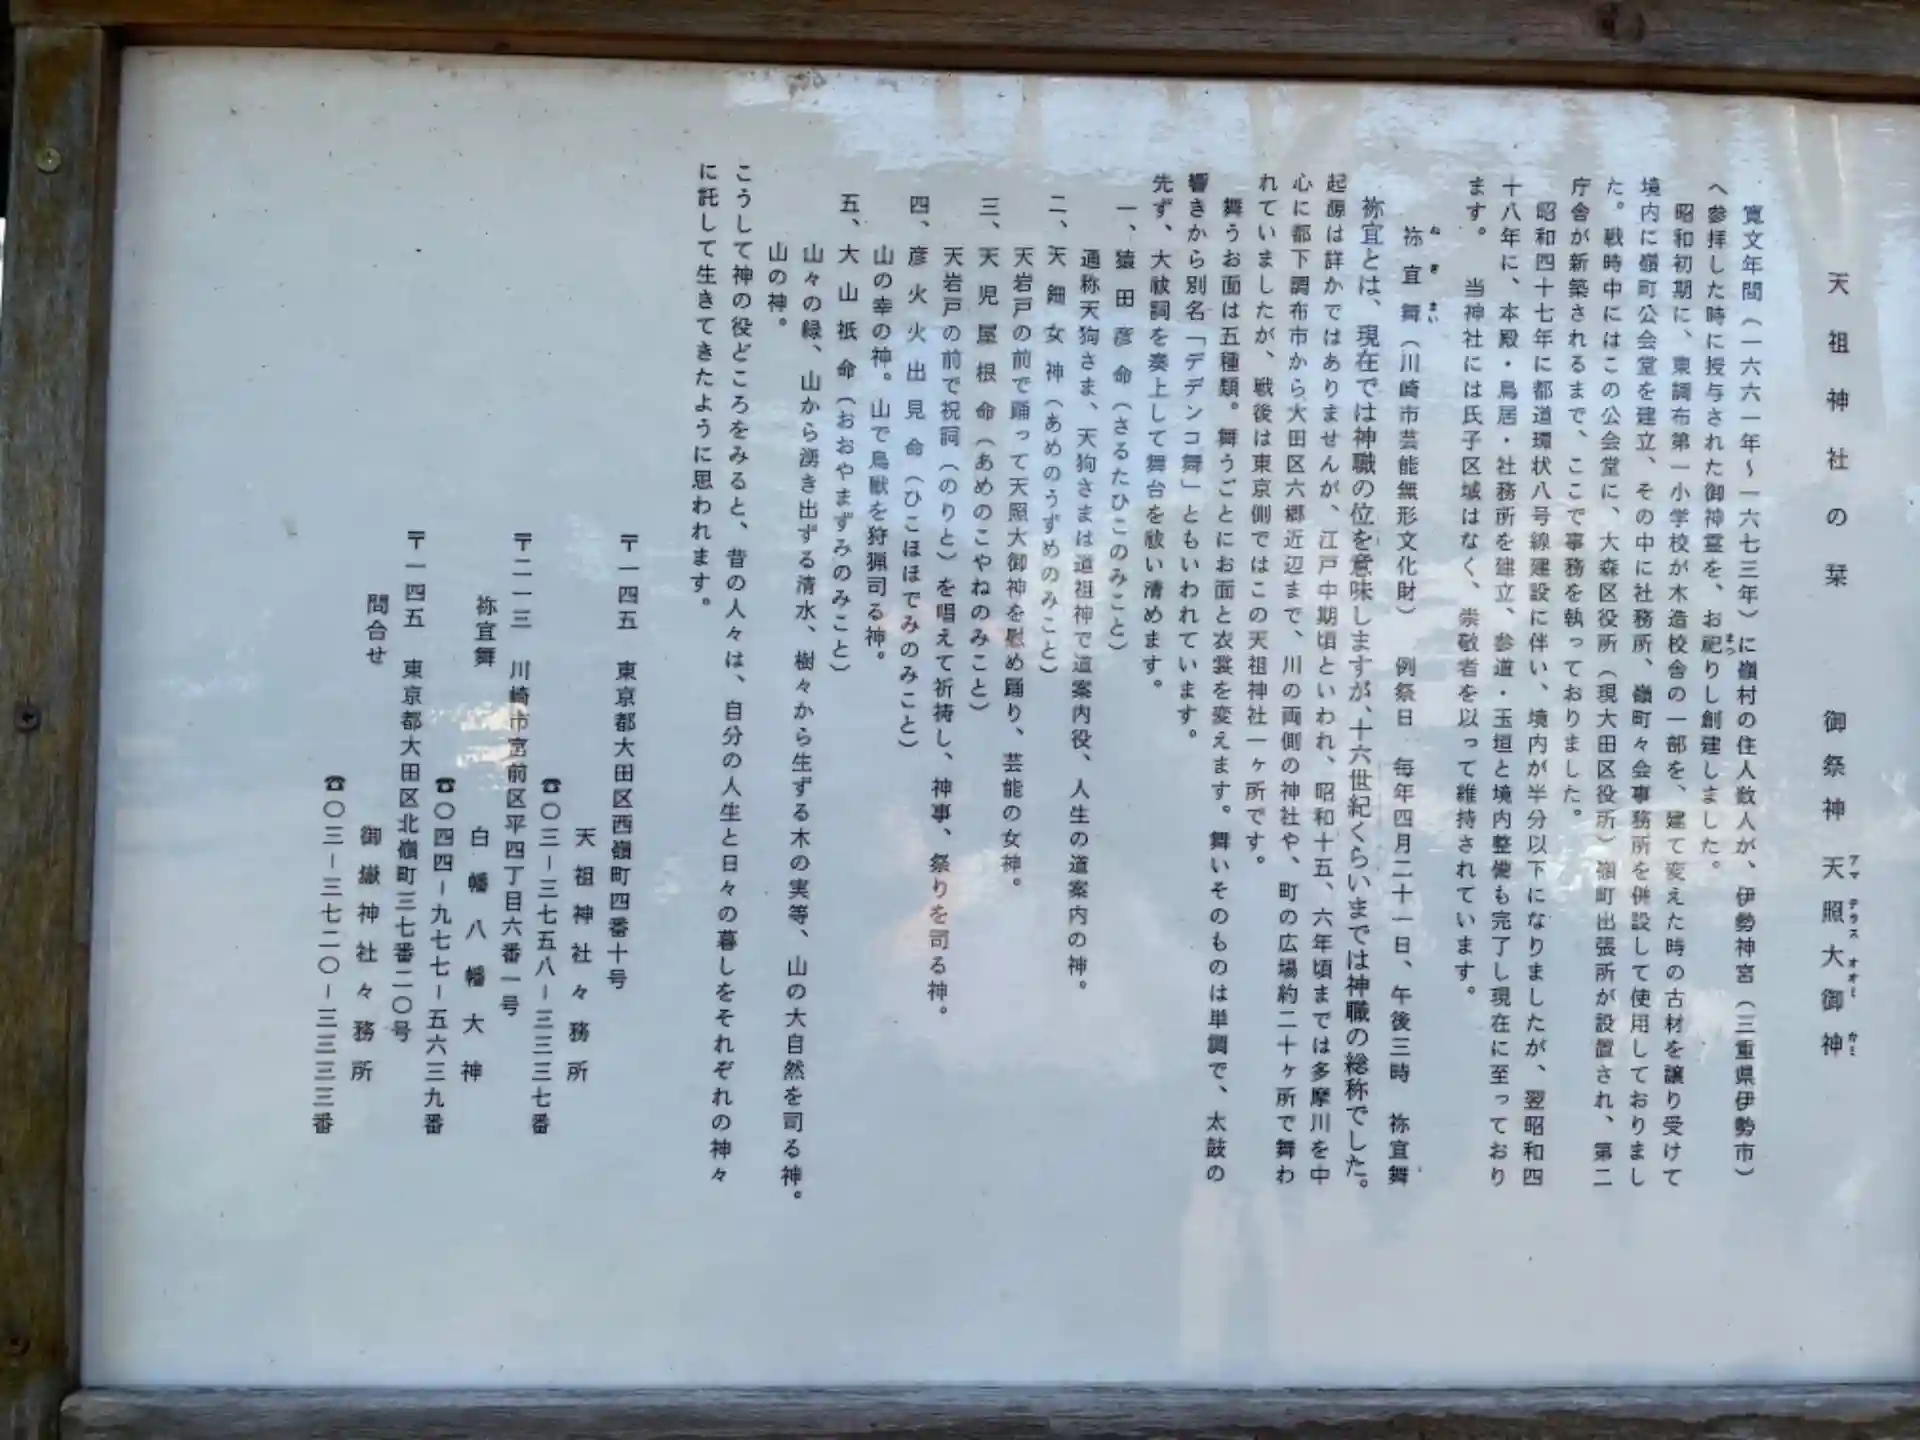 天祖神社の栞　御祭神　天照大御神
アマテラスオオミカミ
寛文年間（一六六一年～一六七三年）に嶺村の住人数人が、伊勢神宮（三重県伊勢市）
へ参拝した時に授与された御神霊を、お祀りし創建しました。
まつ
昭和初期に、東調布第一小学校が木造校舎の一部を、建て変えた時の古材を譲り受けて
境内に嶺町公会堂を建立、その中に社務所、嶺町々会事務所を併設して使用しておりまし
た。戦時中にはこの公会堂に、大森区役所（現大田区役所）嶺町出張所が設置され、第二
庁舎が新築されるまで、ここで事務を執っておりました。
昭和四十七年に都道環状八号線建設に伴い、境内が半分以下になりましたが、翌昭和四
十八年に、本殿・鳥居・社務所を建立、参道・玉垣と境内整備も完了し現在に至っており
ます。　当神社には氏子区域はなく、崇敬者を以って維持されています。
ねぎまい
祢宜舞（川崎市芸能無形文化財）　例祭日　毎年四月二十一日、午後三時　祢宜舞
祢宜とは、現在では神職の位を意味しますが、十六世紀くらいまでは神職の総称でした。
起源は詳かではありませんが、江戸中期頃といわれ、昭和十五、六年頃までは多摩川を中
心に都下調布市から大田区六郷近辺まで、川の両側の神社や、町の広場約二十ヶ所で舞わ
れていましたが、戦後は東京側ではこの天祖神社一ヶ所です。
舞うお面は五種類。舞うごとにお面と衣裳を変えます。舞いそのものは単調で、太鼓の
響きから別名「デデンコ舞」ともいわれています。
先ず、大祓詞を奏上して舞台を祓い清めます。
一、猿田彦命（さるたひこのみこと）
通称天狗さま、天狗さまは道祖神で道案内役、人生の道案内の神。
二、天鈿女神（あめのうずめのみこと）
天岩戸の前で踊って天照大御神を慰め踊り、芸能の女神。
三、天児屋根命（あめのこやねのみこと）
天岩戸の前で祝詞（のりと）を唱えて祈祷し、神事、祭りを司る神。
四、彦火火出見命（ひこほほでみのみこと）
山の幸の神。山で鳥獣を狩猟司る神。
五、大山祇命（おおやまずみのみこと）
山々の緑、山から湧き出ずる清水、樹々から生ずる木の実等、山の大自然を司る神。
山の神。
こうして神の役どころをみると、昔の人々は、自分の人生と日々の暮しをそれぞれの神々
に託して生きてきたように思われます。
〒一四五　東京都大田区西嶺町四番十号
天祖神社々務所
☎〇三－三七五八－三三三七番
〒二一三　川崎市宮前区平四丁目六番一号
祢宜舞　白幡八幡大神
☎〇四四－九七七－五六三九番
〒一四五　東京都大田区北嶺町三七番二〇号
問合せ　御嶽神社々務所
☎〇三－三七二〇－三三三三番